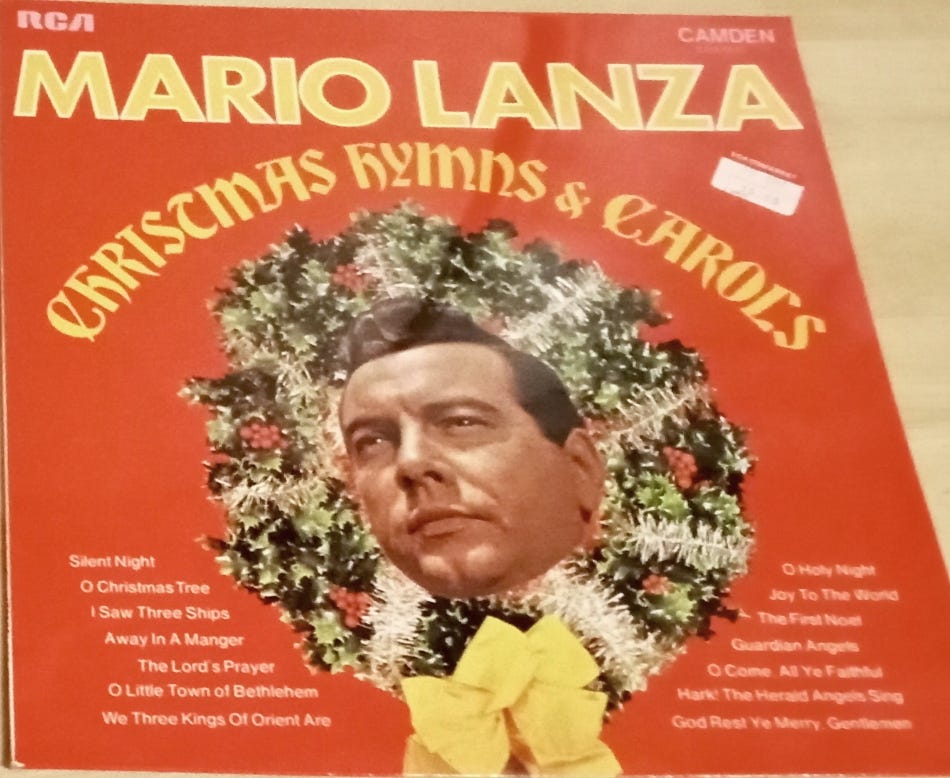 RCA
CAMDEN
MARIO LANZA
CHRISTMAS HYMNS & CAROLS
Silent Night
O Christmas Tree
I Saw Three Ships
Away In A Manger
The Lord's Prayer
O Little Town of Bethlehem
We Three Kings Of Orient Are
O Holy Night
Joy To The World
The First Noel
Guardian Angels
O Come, All Ye Faithful
Hark! The Herald Angels Sing
God Rest Ye Merry, Gentlemen